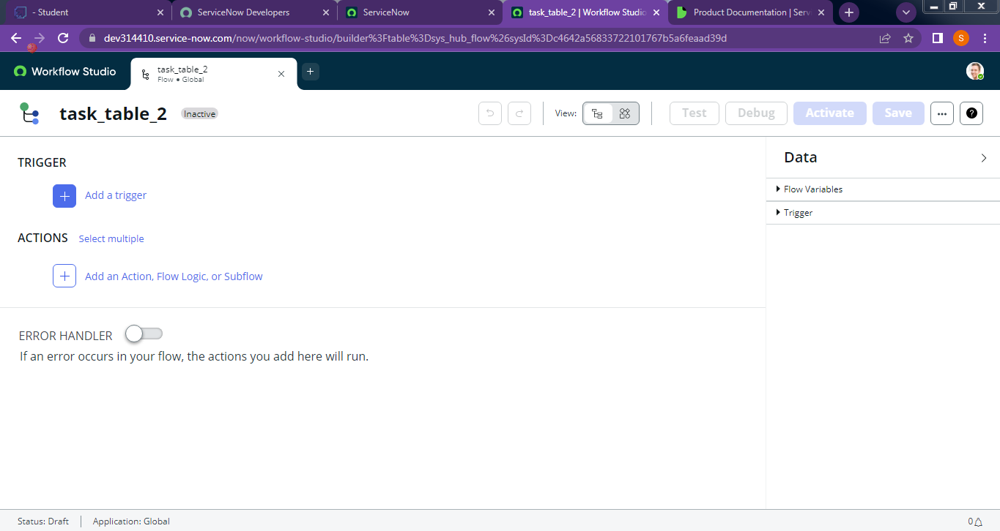 - Student
ServiceNow Developers
ServiceNow
task_table_2 | Workflow Studio
Product Documentation | Serv
dev314410.service-now.com/now/workflow-studio/builder%3Ftable%3Dsys_hub_flow%26sysId%3Dc4642a56833722101767b5a6feaad39d
S
Workflow Studio
task_table_2
Flow • Global
task_table_2
Inactive
View:
Test
Debug
Activate
Save
TRIGGER
Add a trigger
ACTIONS
Select multiple
Add an Action, Flow Logic, or Subflow
ERROR HANDLER
If an error occurs in your flow, the actions you add here will run.
Data
Flow Variables
Trigger
Status: Draft
Application: Global
0